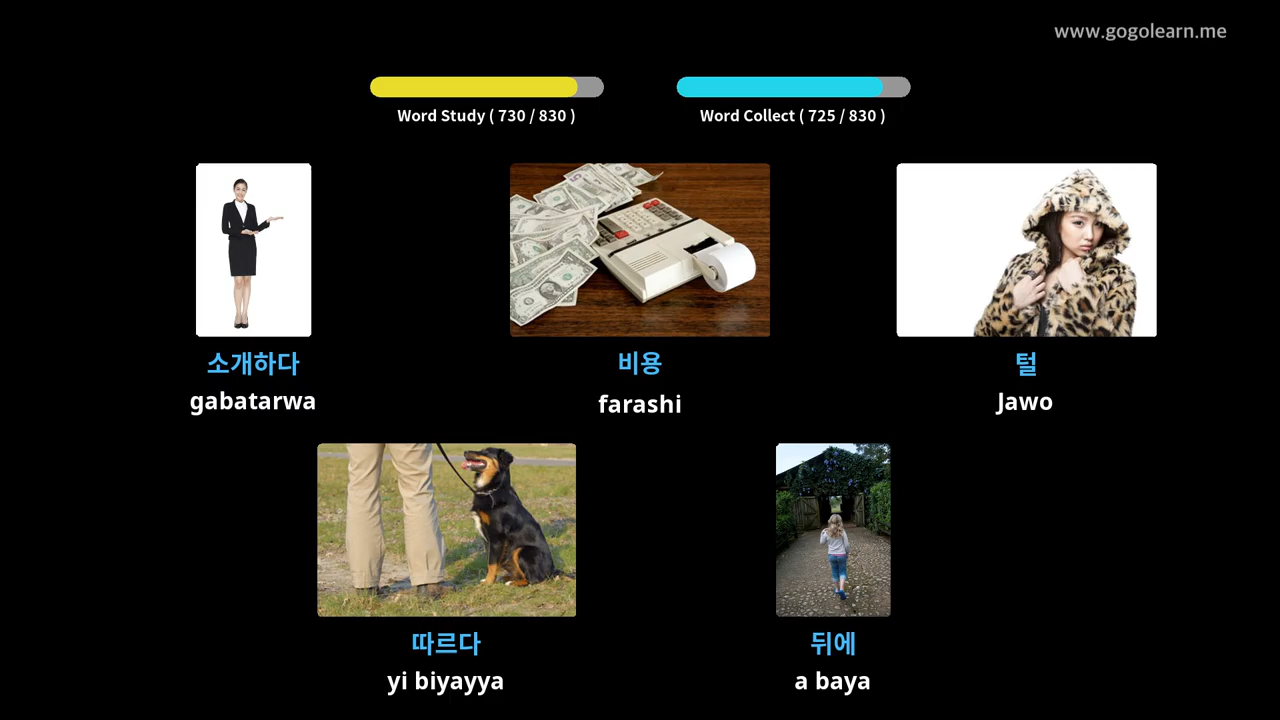 www.gogolearn.me
Word Study ( 730 / 830 )
Word Collect ( 725 / 830 )
소개하다
gabatarwa
비용
farashi
털
Jawo
따르다
yi biyayya
뒤에
a baya